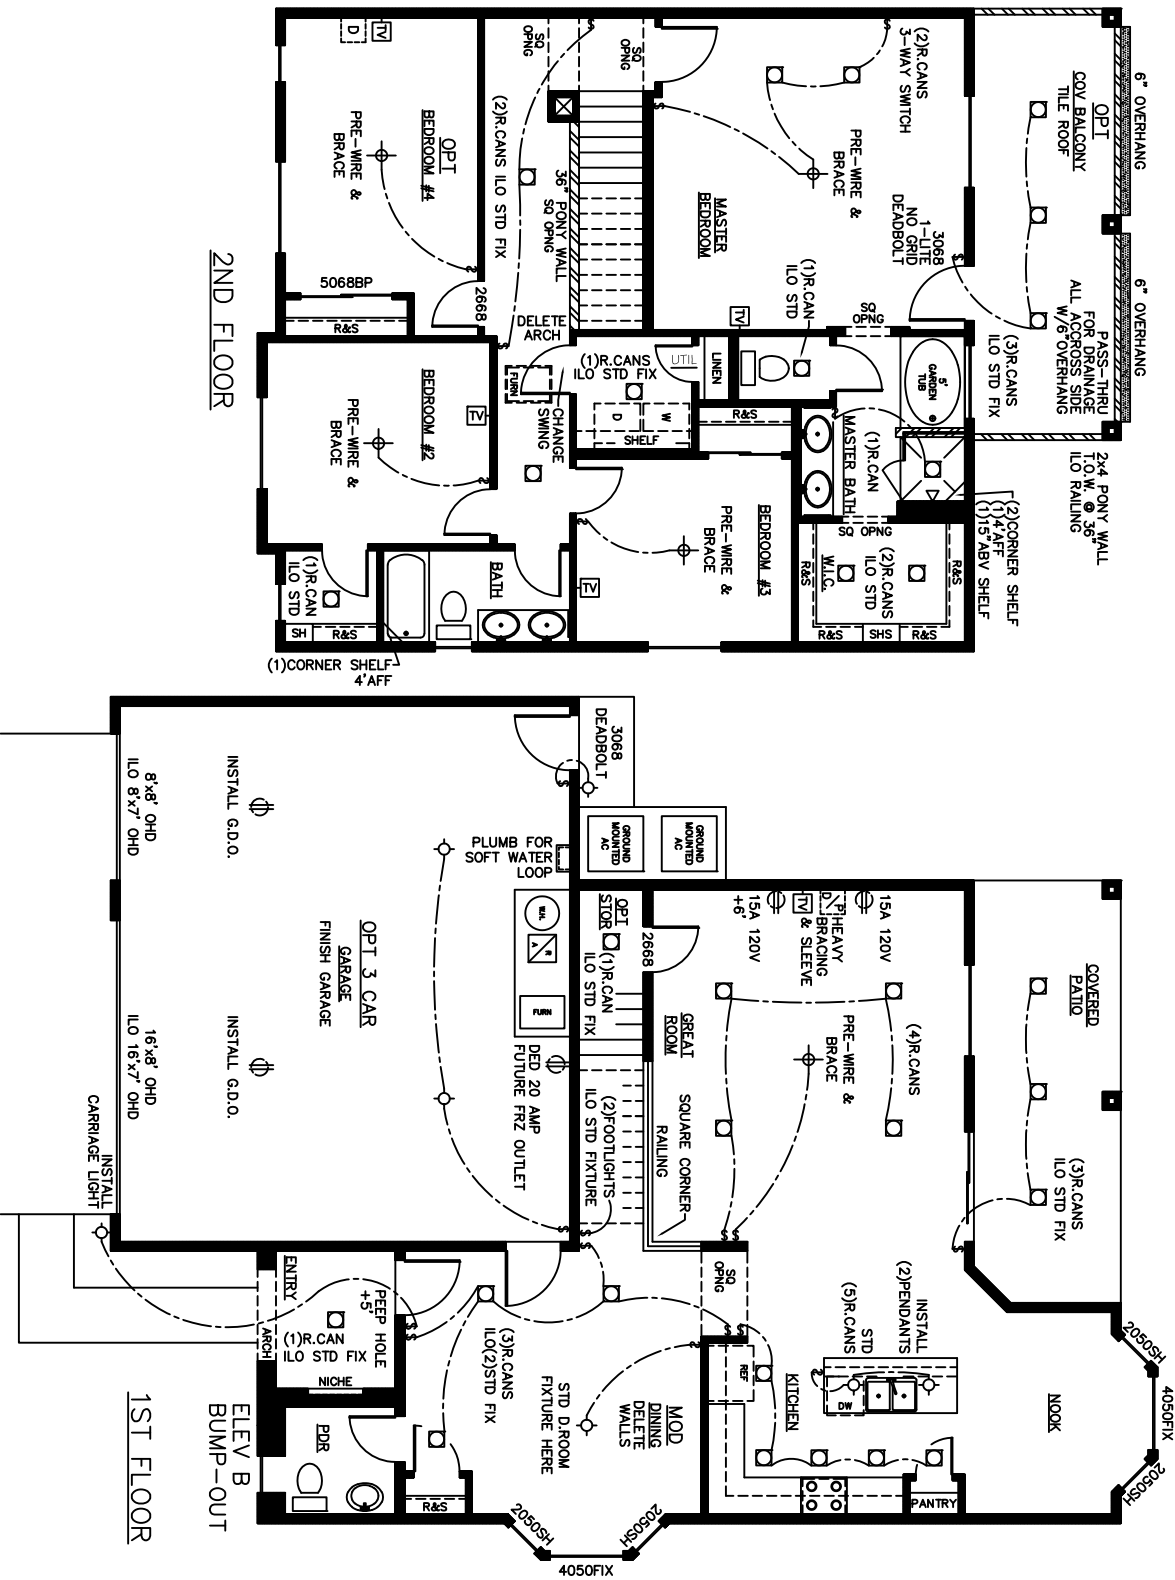 6" OVERHANG
6" OVERHANG
OPT
COV BALCONY
TILE ROOF
PASS-THRU
FOR DRAINAGE
ALL ACCROSS SIDE
W/6"OVERHANG
2x4 PONY WALL
T.O.W. @ 36"
ILO RAILING
(3)R.CANS
ILO STD FIX
(2)CORNER SHELF
(1)4'AFF
(1)15"ABV SHELF
(2)R.CANS
3-WAY SWITCH
3068
1-LITE
NO GRID
DEADBOLT
PRE-WIRE &
BRACE
MASTER
BEDROOM
(1)R.CAN
ILO STD
SQ
OPNG
5'
GARDEN
TUB
(1)R.CAN
MASTER BATH
SQ OPNG
R&S
(2)R.CANS
ILO STD
W.I.C.
R&S
R&S
SHS
R&S
TV
LINEN
UTIL
R&S
SQ
OPNG
SQ
OPNG
36" PONY WALL
SQ OPNG
(2)R.CANS ILO STD FIX
DELETE
ARCH
(1)R.CANS
ILO STD FIX
W
D
SHELF
FURN
CHANGE
SWING
BEDROOM #3
PRE-WIRE &
BRACE
TV
TV
D
OPT
BEDROOM #4
PRE-WIRE &
BRACE
2668
5068BP
R&S
BEDROOM #2
PRE-WIRE &
BRACE
TV
BATH
(1)R.CAN
ILO STD
SH
R&S
(1)CORNER SHELF
4'AFF
2ND FLOOR
COVERED
PATIO
(3)R.CANS
ILO STD FIX
2050SH
4050FIX
2050SH
NOOK
15A 120V
P
D
HEAVY
BRACING
& SLEEVE
TV
15A 120V
+6'
(4)R.CANS
PRE-WIRE &
BRACE
GREAT
ROOM
SQUARE CORNER
RAILING
INSTALL
(2)PENDANTS
STD
(5)R.CANS
DW
KITCHEN
REF
PANTRY
SQ
OPNG
3068
DEADBOLT
GROUND
MOUNTED
AC
GROUND
MOUNTED
AC
2668
OPT
STOR
(1)R.CAN
ILO STD FIX
(2)FOOTLIGHTS
ILO STD FIXTURE
PLUMB FOR
SOFT WATER
LOOP
W.H.
R
A
FURN
DED 20 AMP
FUTURE FRZ OUTLET
MOD
DINING
DELETE
WALLS
STD D.ROOM
FIXTURE HERE
(3)R.CANS
ILO(2)STD FIX
2050SH
4050FIX
2050SH
OPT 3 CAR
GARAGE
FINISH GARAGE
INSTALL G.D.O.
INSTALL G.D.O.
8'x8' OHD
ILO 8'x7' OHD
16'x8' OHD
ILO 16'x7' OHD
INSTALL
CARRIAGE LIGHT
ENTRY
PEEP HOLE
+5'
(1)R.CAN
ILO STD FIX
ARCH
NICHE
PDR
R&S
ELEV B
BUMP-OUT
1ST FLOOR